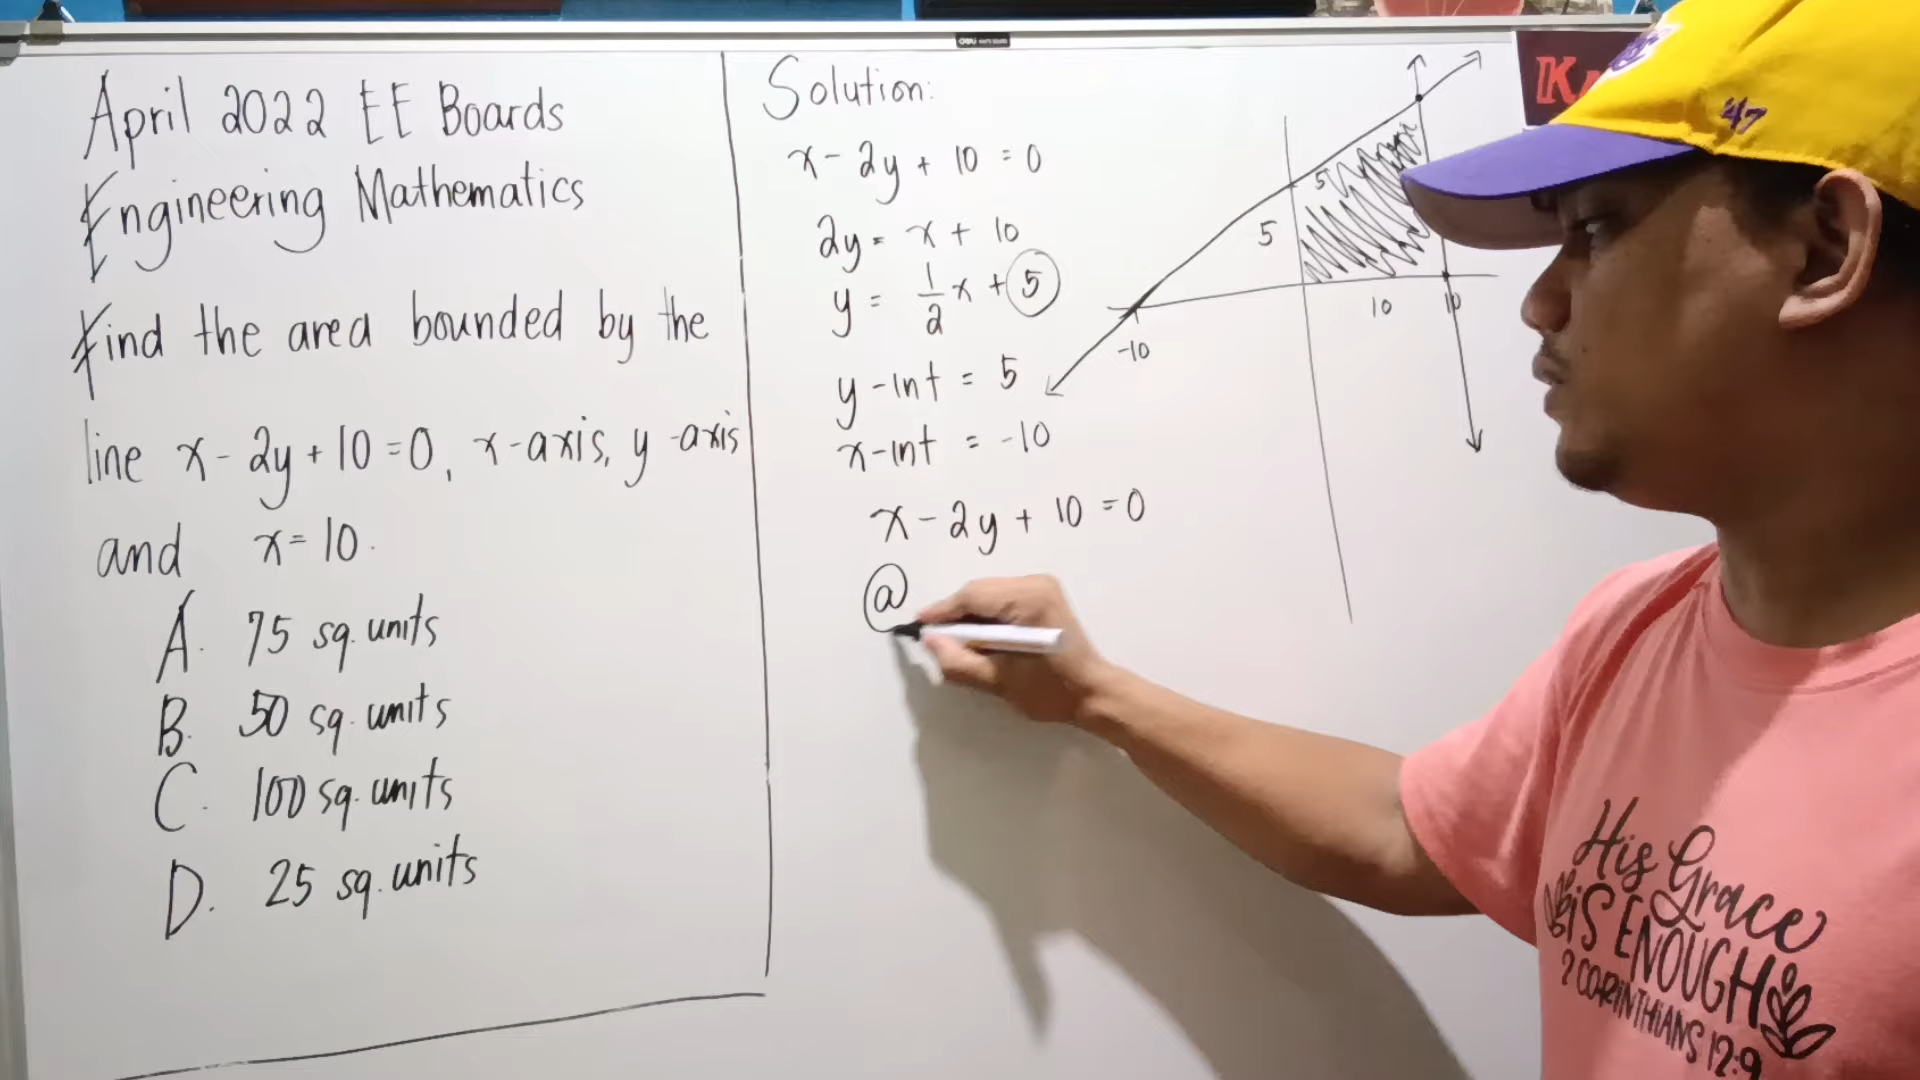 April 2022 EE Boards
Engineering Mathematics
Find the area bounded by the
line x - 2y + 10 = 0, x-axis, y-axis
and x = 10.
A. 75 sq. units
B. 50 sq. units
C. 100 sq. units
D. 25 sq. units
Solution:
x - 2y + 10 = 0
2y = x + 10
y = 1/2 x + 5
y-int = 5
x-int = -10
x - 2y + 10 = 0
@
5
5
10
10
-10
47
His Grace
IS ENOUGH
2 CORINTHIANS 12:9